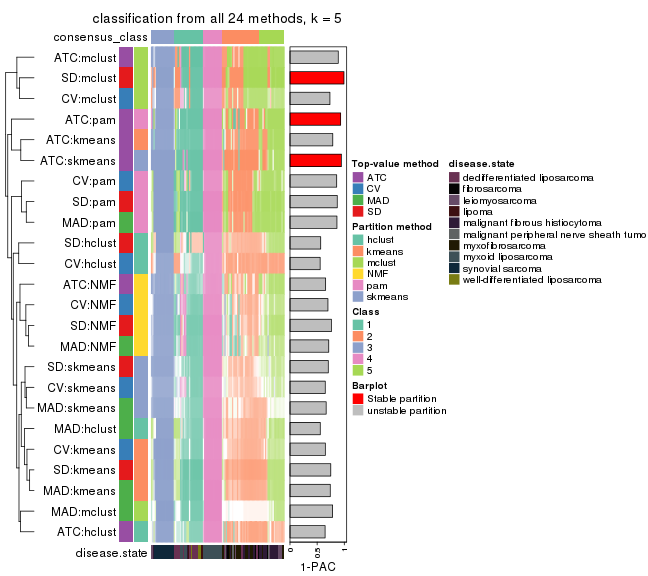 classification from all 24 methods, k = 5
consensus_class
ATC:mclust
SD:mclust
CV:mclust
ATC:pam
ATC:kmeans
ATC:skmeans
CV:pam
SD:pam
MAD:pam
SD:hclust
CV:hclust
ATC:NMF
CV:NMF
SD:NMF
MAD:NMF
SD:skmeans
CV:skmeans
MAD:skmeans
MAD:hclust
CV:kmeans
SD:kmeans
MAD:kmeans
MAD:mclust
ATC:hclust
disease.state
0
0.5
1
1-PAC
Top-value method
ATC
CV
MAD
SD
Partition method
hclust
kmeans
mclust
NMF
pam
skmeans
Class
1
2
3
4
5
Barplot
Stable partition
unstable partition
disease.state
dedifferentiated liposarcoma
fibrosarcoma
leiomyosarcoma
lipoma
malignant fibrous histiocytoma
malignant peripheral nerve sheath tumo
myxofibrosarcoma
myxoid liposarcoma
synovial sarcoma
well-differentiated liposarcoma